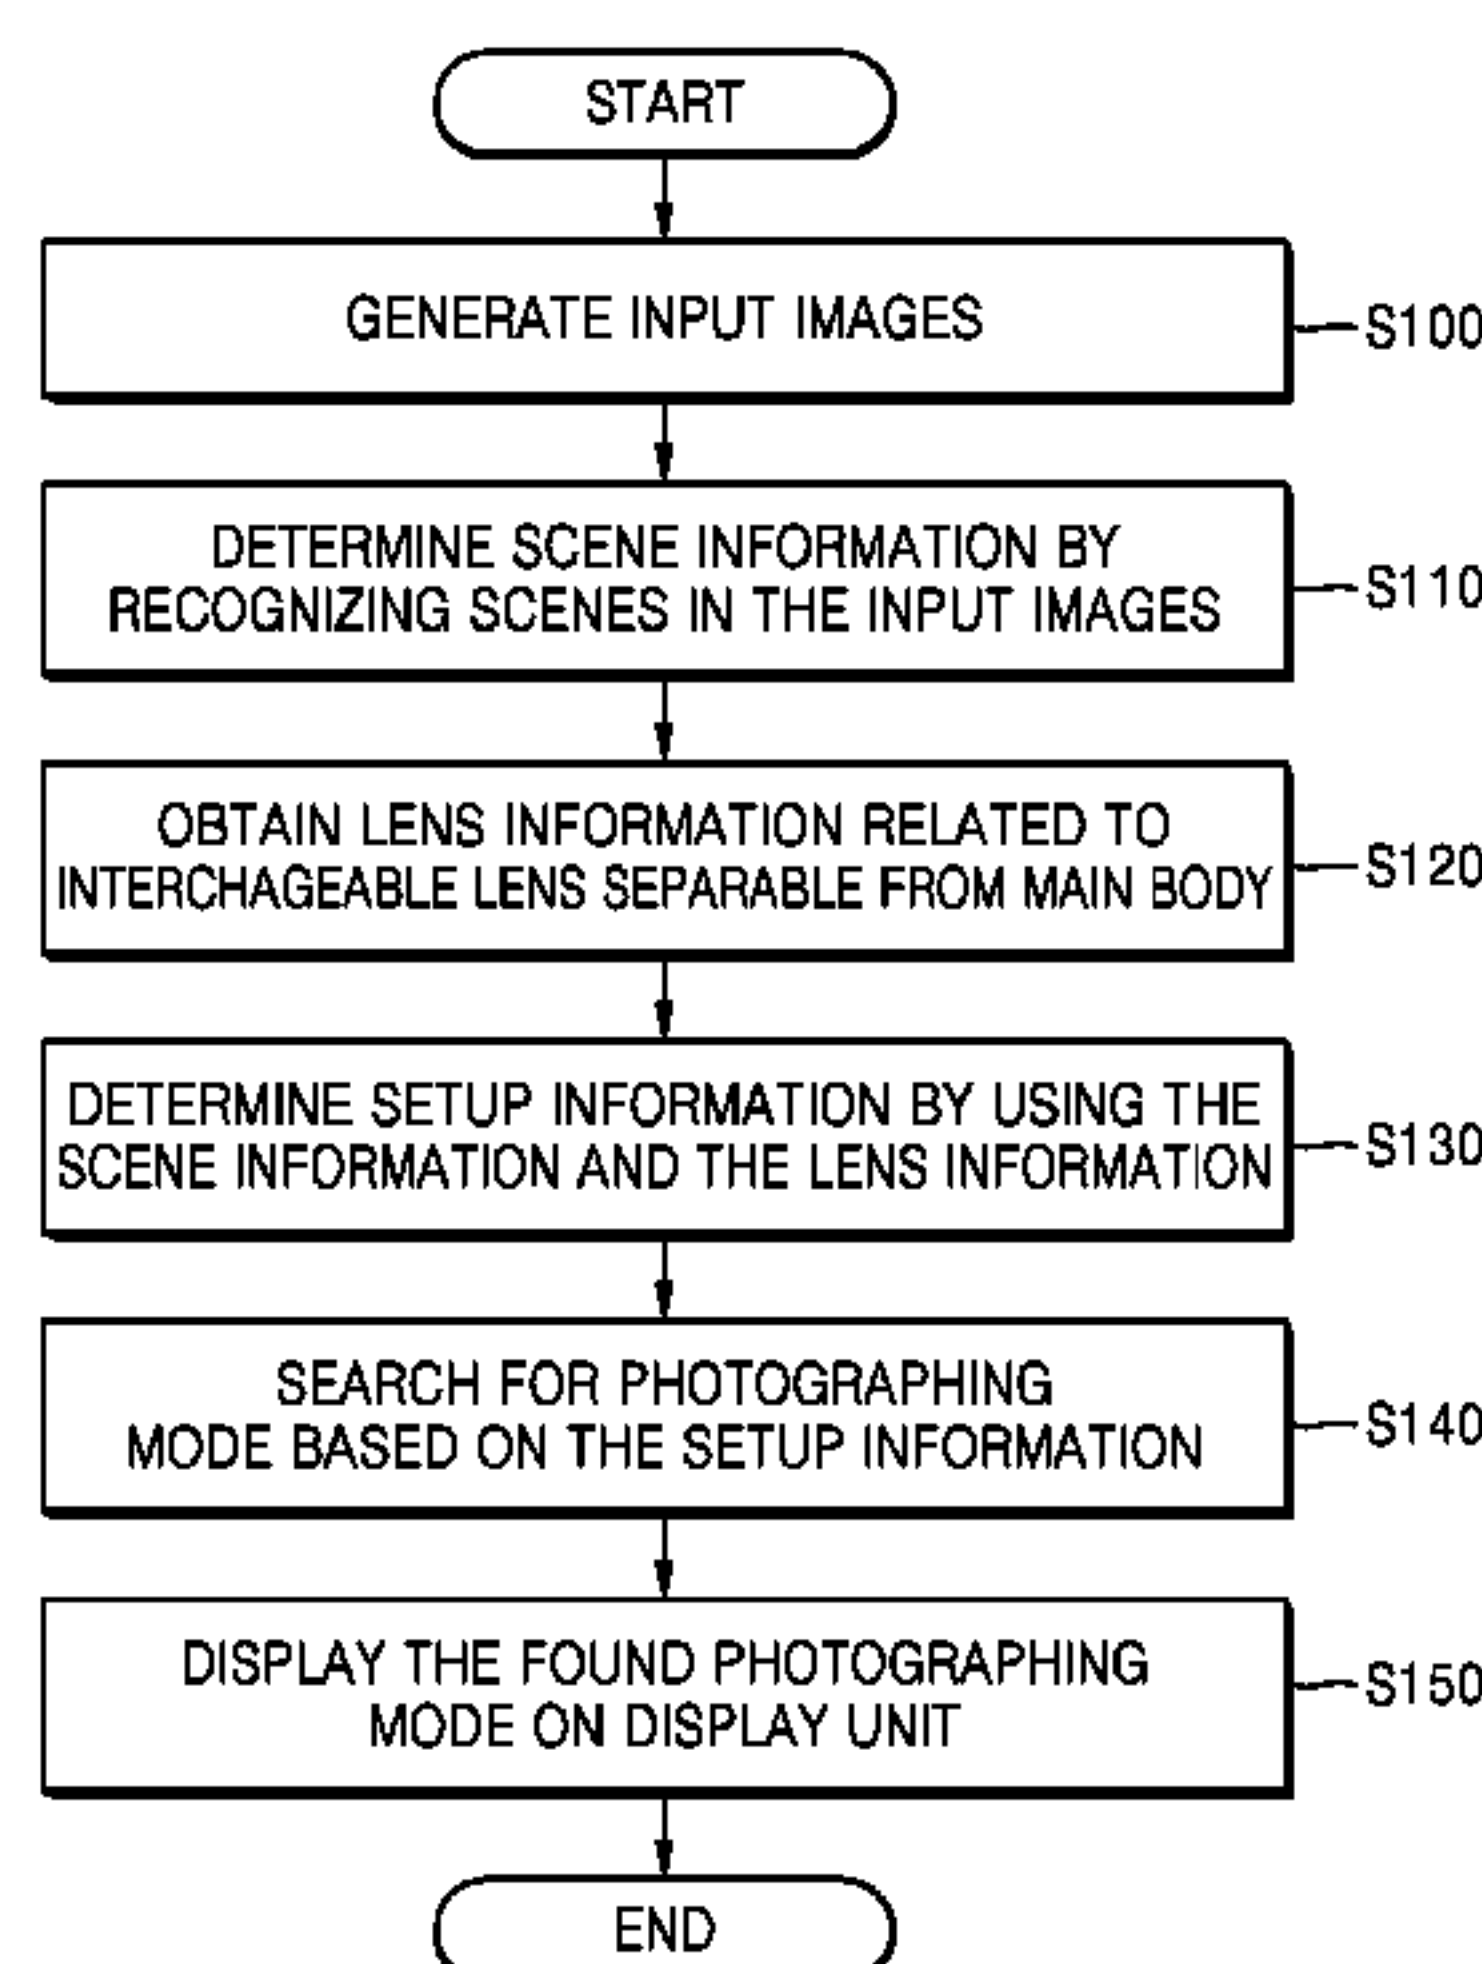 START
GENERATE INPUT IMAGES
S100
DETERMINE SCENE INFORMATION BY
RECOGNIZING SCENES IN THE INPUT IMAGES
S110
OBTAIN LENS INFORMATION RELATED TO
INTERCHAGEABLE LENS SEPARABLE FROM MAIN BODY
S120
DETERMINE SETUP INFORMATION BY USING THE
SCENE INFORMATION AND THE LENS INFORMATION
S130
SEARCH FOR PHOTOGRAPHING
MODE BASED ON THE SETUP INFORMATION
S140
DISPLAY THE FOUND PHOTOGRAPHING
MODE ON DISPLAY UNIT
S150
END